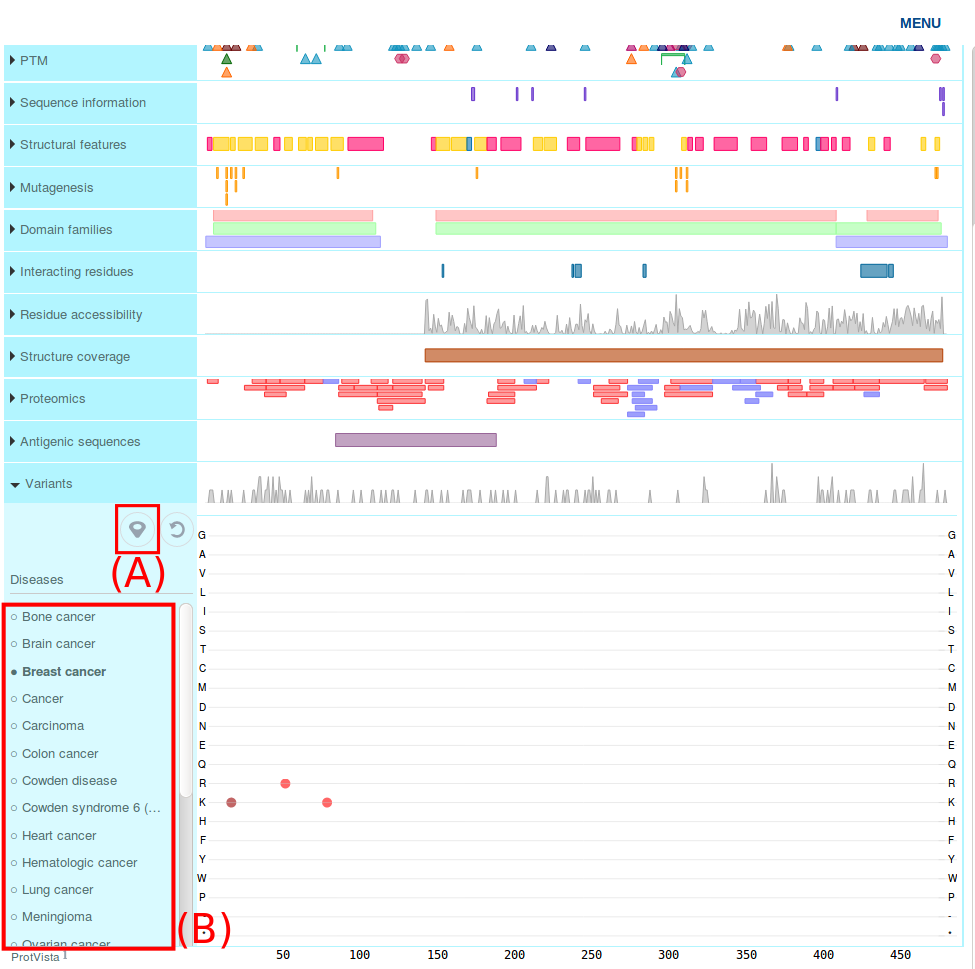 MENU
PTM
Sequence information
Structural features
Mutagenesis
Domain families
Interacting residues
Residue accessibility
Structure coverage
Proteomics
Antigenic sequences
Variants
(A)
Diseases
Bone cancer
Brain cancer
Breast cancer
Cancer
Carcinoma
Colon cancer
Cowden disease
Cowden syndrome 6 (...
Heart cancer
Hematologic cancer
Lung cancer
Meningioma
Ovarian cancer
(B)
ProtVista
G G
A A
V V
L L
I I
S S
T T
C C
M M
D D
N N
E E
Q Q
R R
K K
H H
F F
Y Y
W W
P P
- -
* *
50 100 150 200 250 300 350 400 450